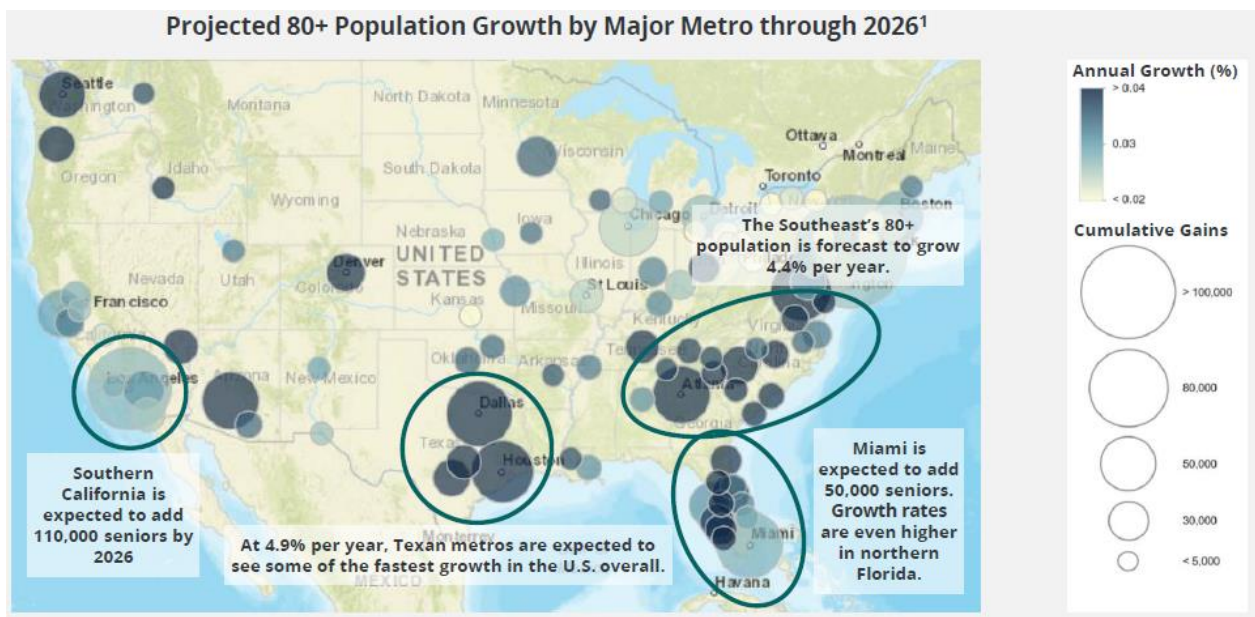 Projected 80+ Population Growth by Major Metro through 2026¹
Seattle
Washington
Montana
North Dakota
Minnesota
Ottawa
Montreal
Maine
Oregon
Idaho
South Dakota
Wisconsin
Toronto
Wyoming
Iowa
Chicago
Detroit
Boston
Nebraska
The Southeast's 80+
population is forecast to grow
4.4% per year.
UNITED
STATES
Nevada
Utah
Denver
Colorado
Illinois
St Louis
Kansas
Missouri
Francisco
Kentucky
Virginia
Los Angeles
Arizona
New Mexico
Oklahoma
Arkansas
Tennessee
Atlanta
Georgia
Dallas
Texas
Houston
Southern
California is
expected to add
110,000 seniors by
2026
Miami is
expected to add
50,000 seniors.
Growth rates
are even higher
in northern
Florida.
Monterrey
At 4.9% per year, Texan metros are expected to
see some of the fastest growth in the U.S. overall.
MEXICO
Miami
Havana
Annual Growth (%)
> 0.04
0.03
< 0.02
Cumulative Gains
> 100,000
80,000
50,000
30,000
< 5,000